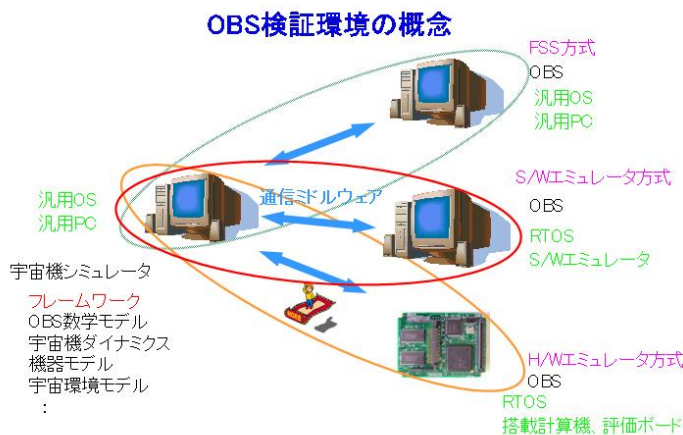 OBS検証環境の概念
FSS方式
OBS
汎用OS
汎用PC
通信ミドルウェア
汎用OS
汎用PC
S/Wエミュレータ方式
OBS
RTOS
S/Wエミュレータ
宇宙機シミュレータ
フレームワーク
OBS数学モデル
宇宙機ダイナミクス
機器モデル
宇宙環境モデル
:
H/Wエミュレータ方式
OBS
RTOS
搭載計算機、評価ボード